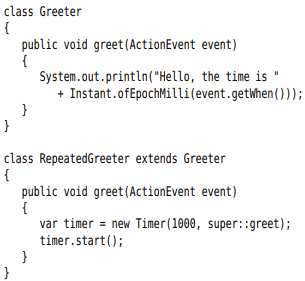 class Greeter
{
   public void greet(ActionEvent event)
   {
      System.out.println("Hello, the time is "
         + Instant.ofEpochMilli(event.getWhen()));
   }
}

class RepeatedGreeter extends Greeter
{
   public void greet(ActionEvent event)
   {
      var timer = new Timer(1000, super::greet);
      timer.start();
   }
}